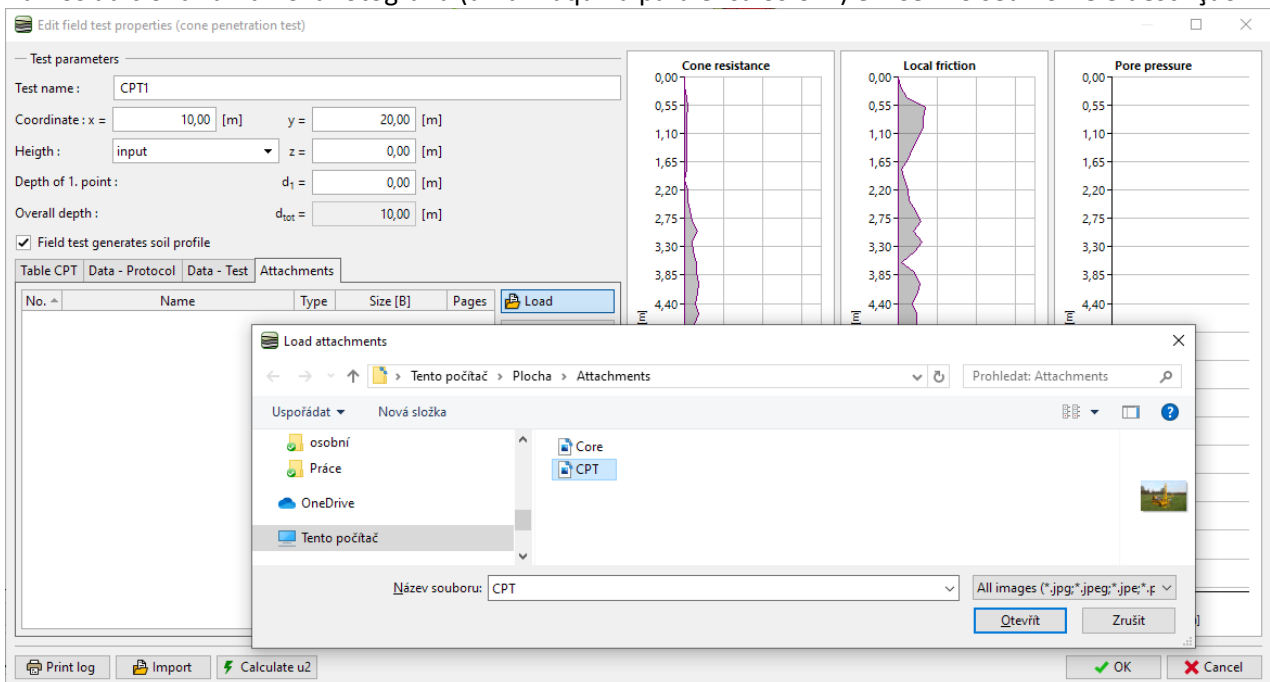 Edit field test properties (cone penetration test)
Test parameters
Test name :
CPT1
Coordinate : x =
10,00
[m]
y =
20,00
[m]
Heigth :
input
z =
0,00
[m]
Depth of 1. point :
d₁ =
0,00
[m]
Overall depth :
dtot =
10,00
[m]
Field test generates soil profile
Table CPT
Data - Protocol
Data - Test
Attachments
No.
Name
Type
Size [B]
Pages
Load
Cone resistance
0,00
0,55
1,10
1,65
2,20
2,75
3,30
3,85
4,40
[m]
Local friction
0,00
0,55
1,10
1,65
2,20
2,75
3,30
3,85
4,40
[m]
Pore pressure
0,00
0,55
1,10
1,65
2,20
2,75
3,30
3,85
4,40
[m]
Load attachments
Tento počítač › Plocha › Attachments
Prohledat: Attachments
Uspořádat
Nová složka
osobní
Práce
OneDrive
Tento počítač
Core
CPT
Název souboru:
CPT
All images (*.jpg;*.jpeg;*.jpe;*.p
Otevřít
Zrušit
Print log
Import
Calculate u2
OK
Cancel